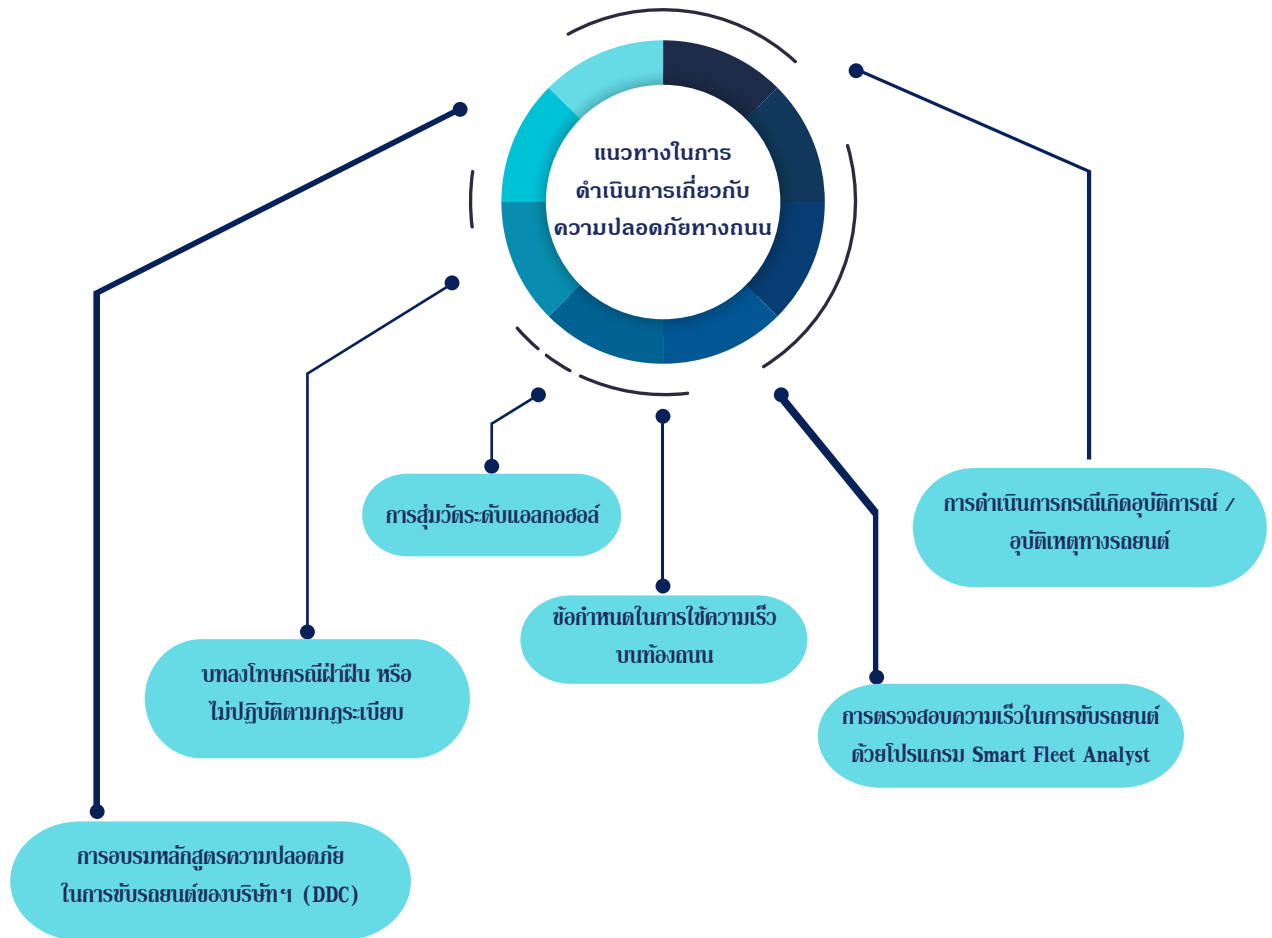 แนวทางในการ
ดำเนินการเกี่ยวกับ
ความปลอดภัยทางถนน
การดำเนินการกรณีเกิดอุบัติการณ์ /
อุบัติเหตุทางรถยนต์
การสุ่มวัดระดับแอลกอฮอล์
ข้อกำหนดในการใช้ความเร็ว
บนท้องถนน
บทลงโทษกรณีฝ่าฝืน หรือ
ไม่ปฏิบัติตามกฎระเบียบ
การตรวจสอบความเร็วในการขับรถยนต์
ด้วยโปรแกรม Smart Fleet Analyst
การอบรมหลักสูตรความปลอดภัย
ในการขับรถยนต์ของบริษัทฯ (DDC)